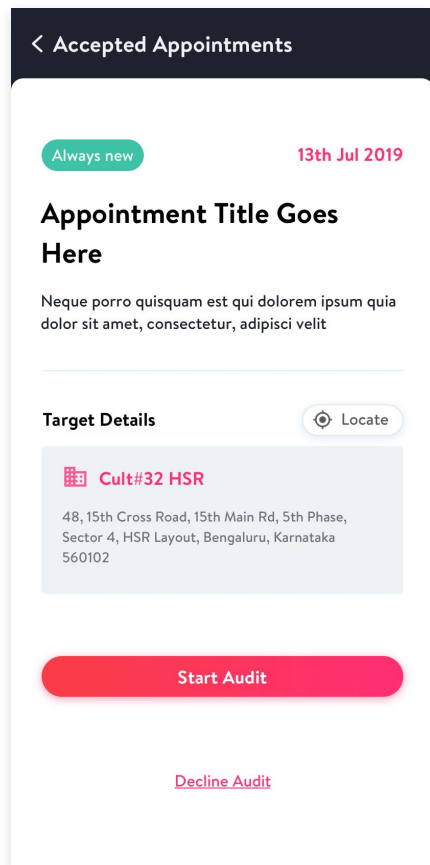 Accepted Appointments
Always new
13th Jul 2019
Appointment Title Goes
Here
Neque porro quisquam est qui dolorem ipsum quia
dolor sit amet, consectetur, adipisci velit
Target Details
Locate
Cult#32 HSR
48, 15th Cross Road, 15th Main Rd, 5th Phase,
Sector 4, HSR Layout, Bengaluru, Karnataka
560102
Start Audit
Decline Audit